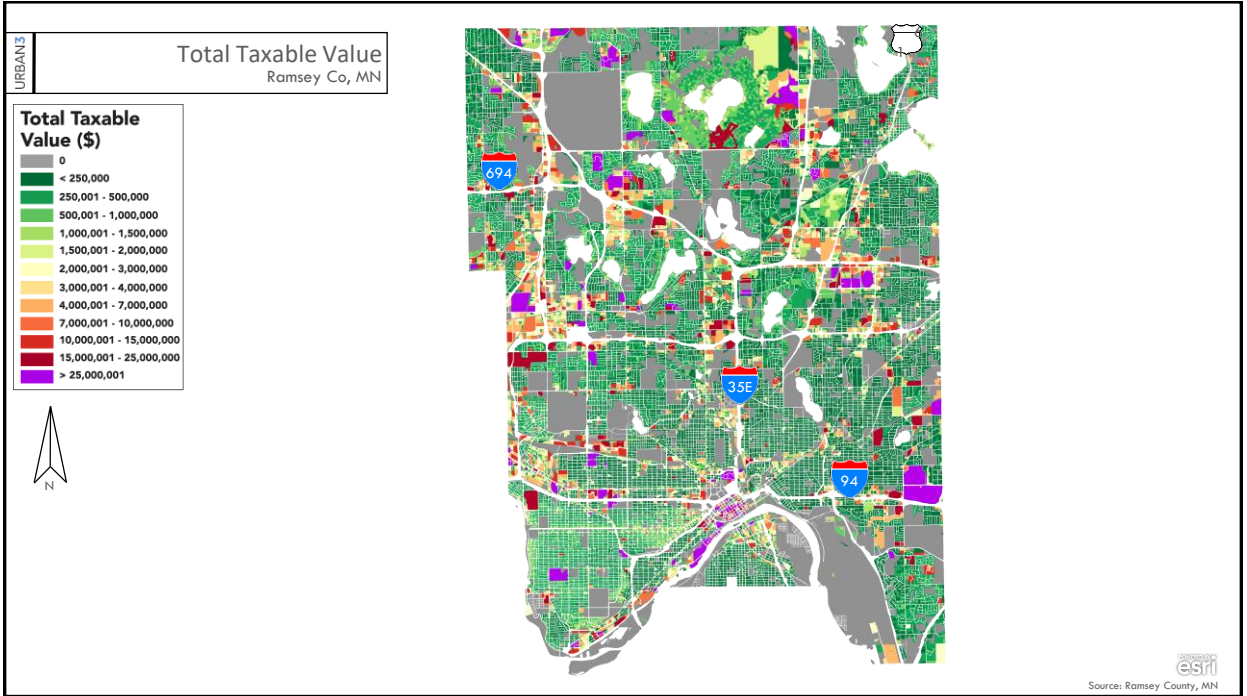 URBAN3
Total Taxable Value
Ramsey Co, MN
Total Taxable
Value ($)
0
< 250,000
250,001 - 500,000
500,001 - 1,000,000
1,000,001 - 1,500,000
1,500,001 - 2,000,000
2,000,001 - 3,000,000
3,000,001 - 4,000,000
4,000,001 - 7,000,000
7,000,001 - 10,000,000
10,000,001 - 15,000,000
15,000,001 - 25,000,000
> 25,000,001
N
694
35E
94
POWERED BY
esri
Source: Ramsey County, MN